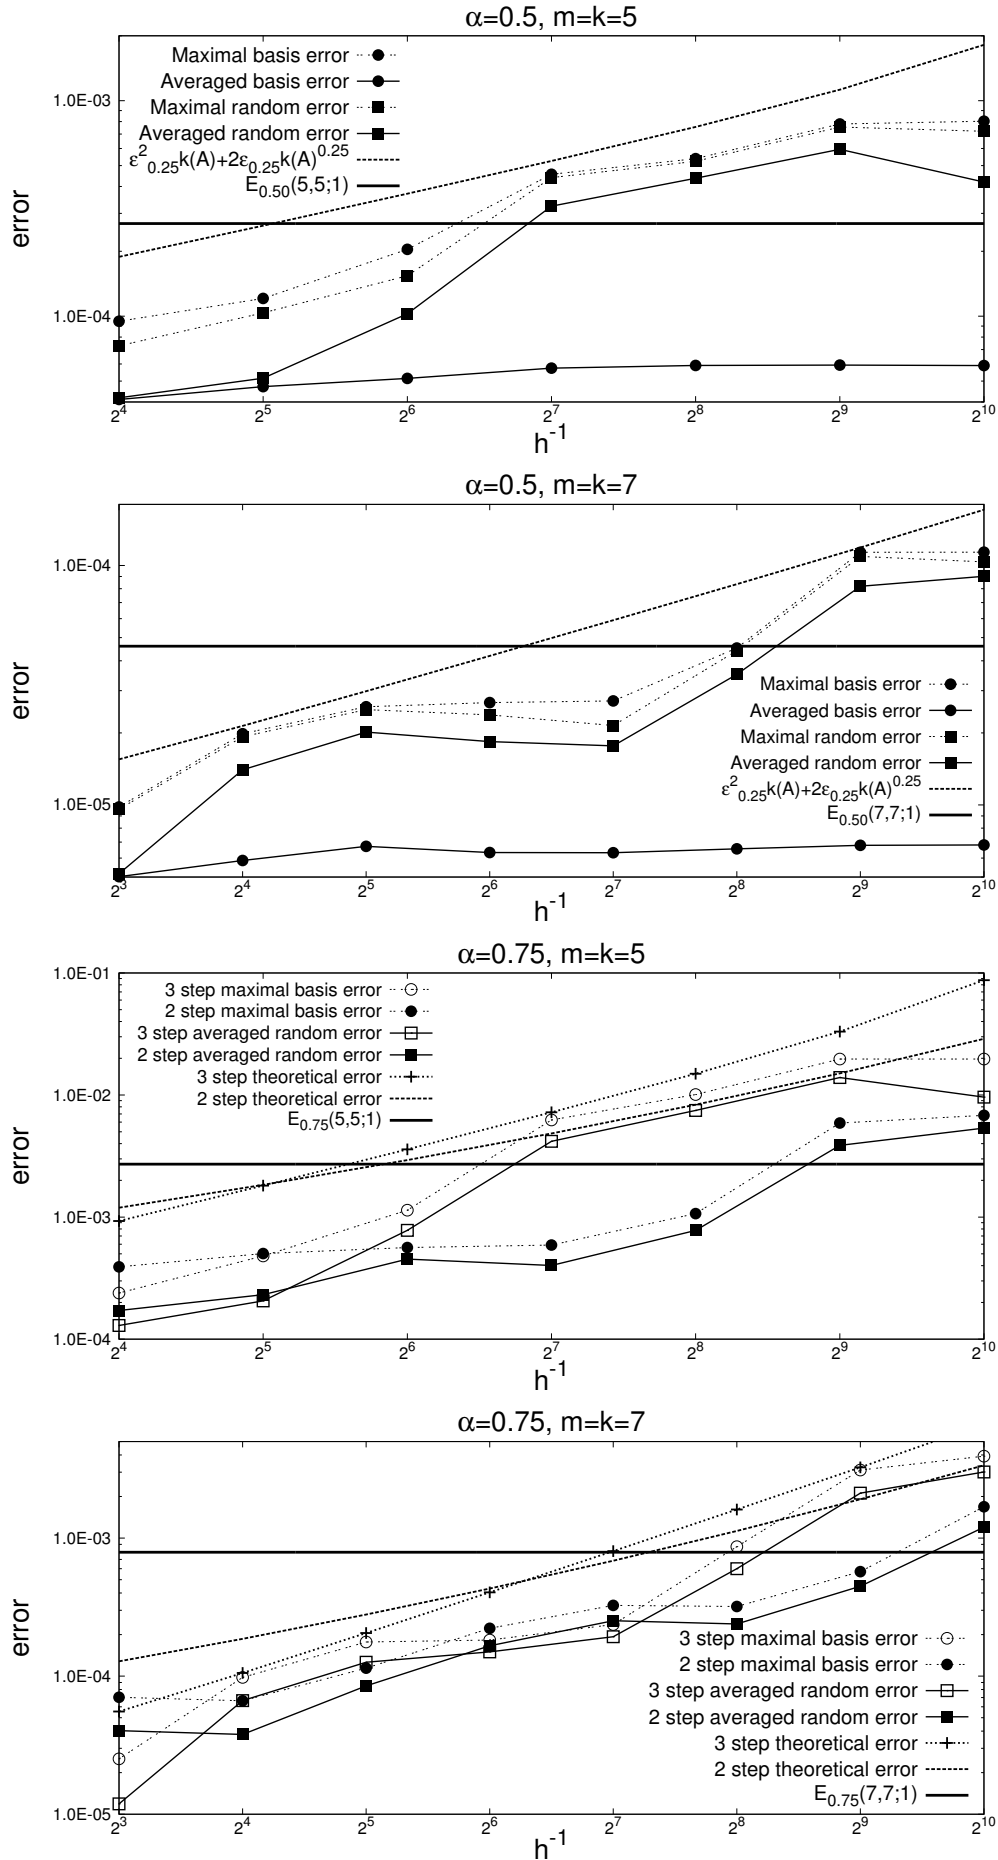 α=0.5, m=k=5
Maximal basis error
Averaged basis error
Maximal random error
Averaged random error
ε²₀.₂₅k(A)+2ε₀.₂₅k(A)^0.25
E₀.₅₀(5,5;1)
1.0E-03
1.0E-04
error
2⁴ 2⁵ 2⁶ 2⁷ 2⁸ 2⁹ 2¹⁰
h⁻¹
α=0.5, m=k=7
1.0E-04
1.0E-05
error
Maximal basis error
Averaged basis error
Maximal random error
Averaged random error
ε²₀.₂₅k(A)+2ε₀.₂₅k(A)^0.25
E₀.₅₀(7,7;1)
2³ 2⁴ 2⁵ 2⁶ 2⁷ 2⁸ 2⁹ 2¹⁰
h⁻¹
α=0.75, m=k=5
3 step maximal basis error
2 step maximal basis error
3 step averaged random error
2 step averaged random error
3 step theoretical error
2 step theoretical error
E₀.₇₅(5,5;1)
1.0E-01
1.0E-02
1.0E-03
1.0E-04
error
2⁴ 2⁵ 2⁶ 2⁷ 2⁸ 2⁹ 2¹⁰
h⁻¹
α=0.75, m=k=7
1.0E-03
1.0E-04
1.0E-05
error
3 step maximal basis error
2 step maximal basis error
3 step averaged random error
2 step averaged random error
3 step theoretical error
2 step theoretical error
E₀.₇₅(7,7;1)
2³ 2⁴ 2⁵ 2⁶ 2⁷ 2⁸ 2⁹ 2¹⁰
h⁻¹